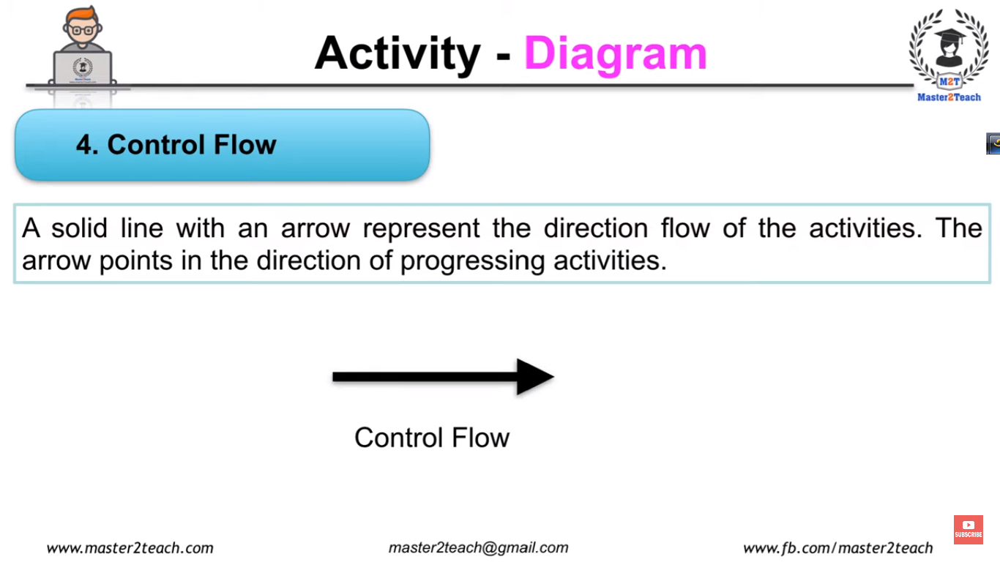 Activity - Diagram
M2T
Master2Teach
4. Control Flow
A solid line with an arrow represent the direction flow of the activities. The
arrow points in the direction of progressing activities.
Control Flow
SUBSCRIBE
www.master2teach.com
master2teach@gmail.com
www.fb.com/master2teach